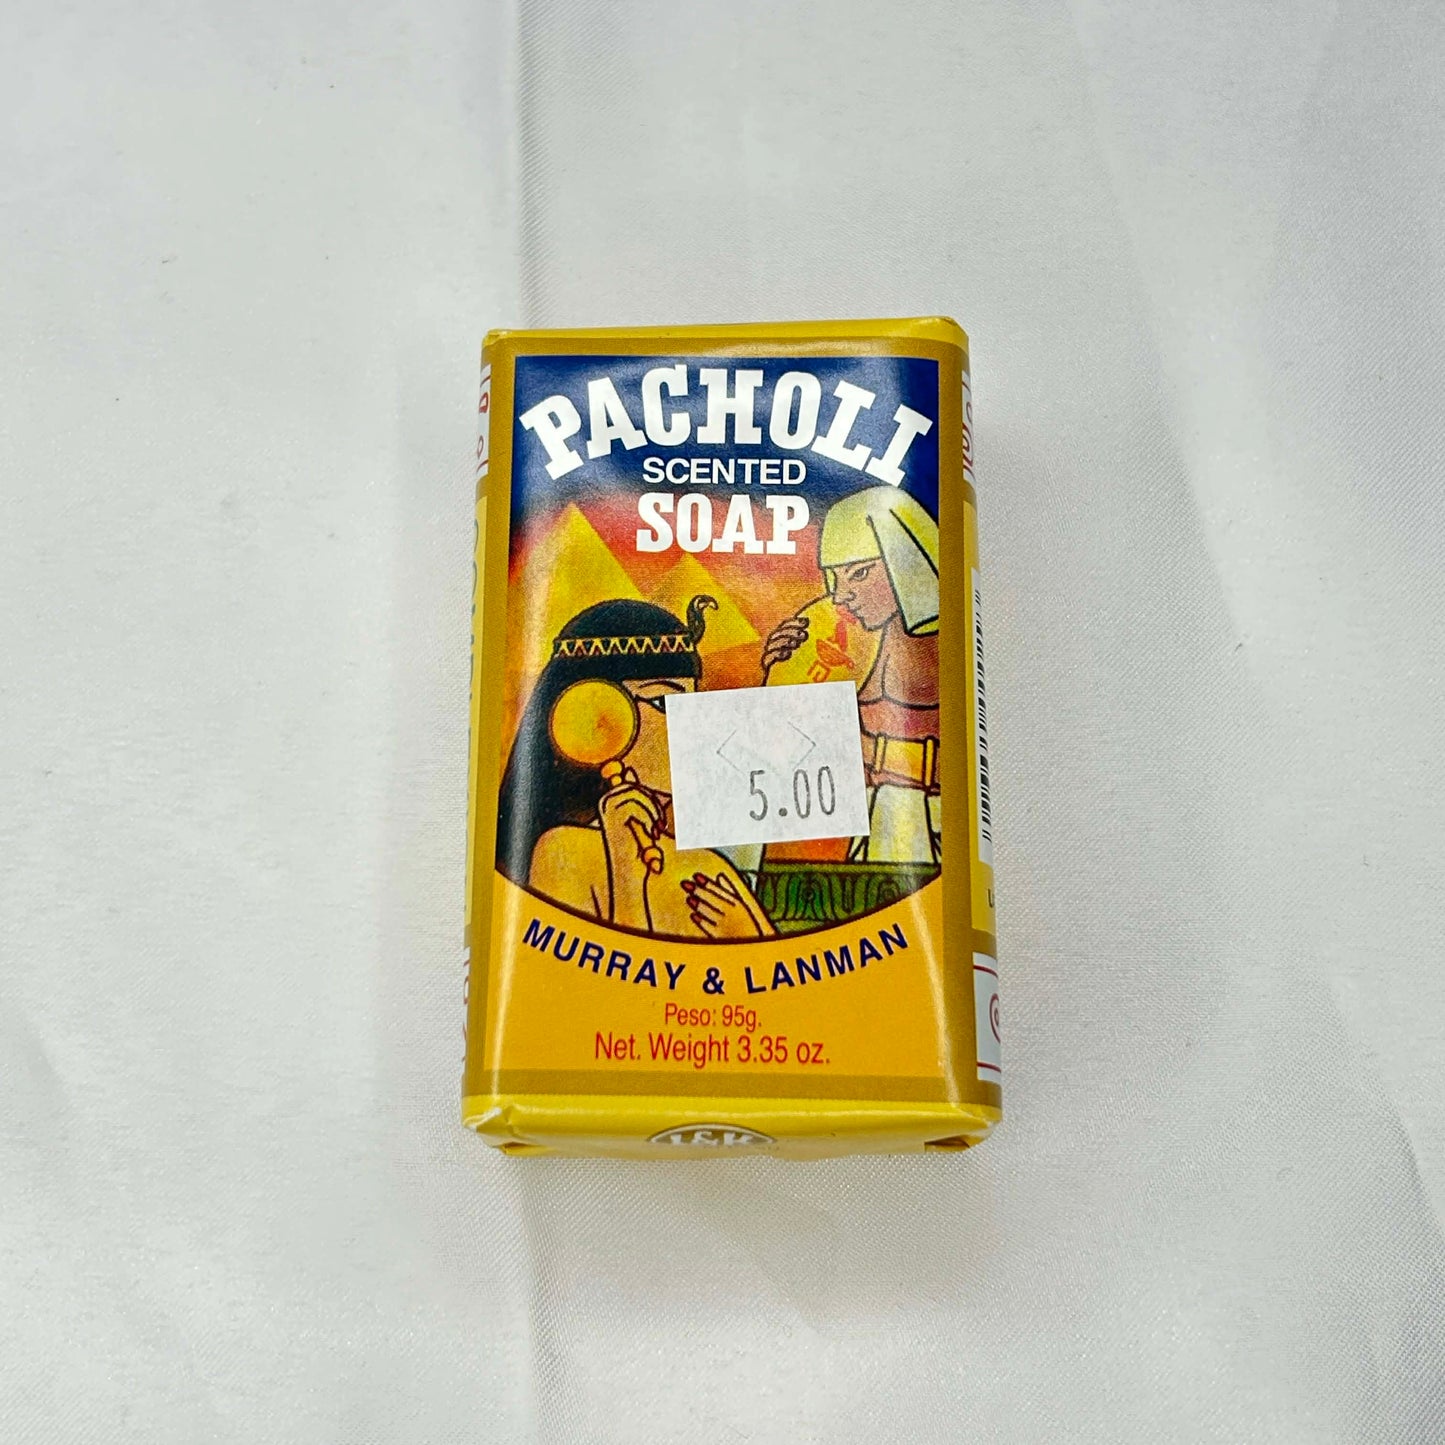 PACHOLI
SCENTED
SOAP
5.00
MURRAY & LANMAN
Peso: 95g.
Net. Weight 3.35 oz.